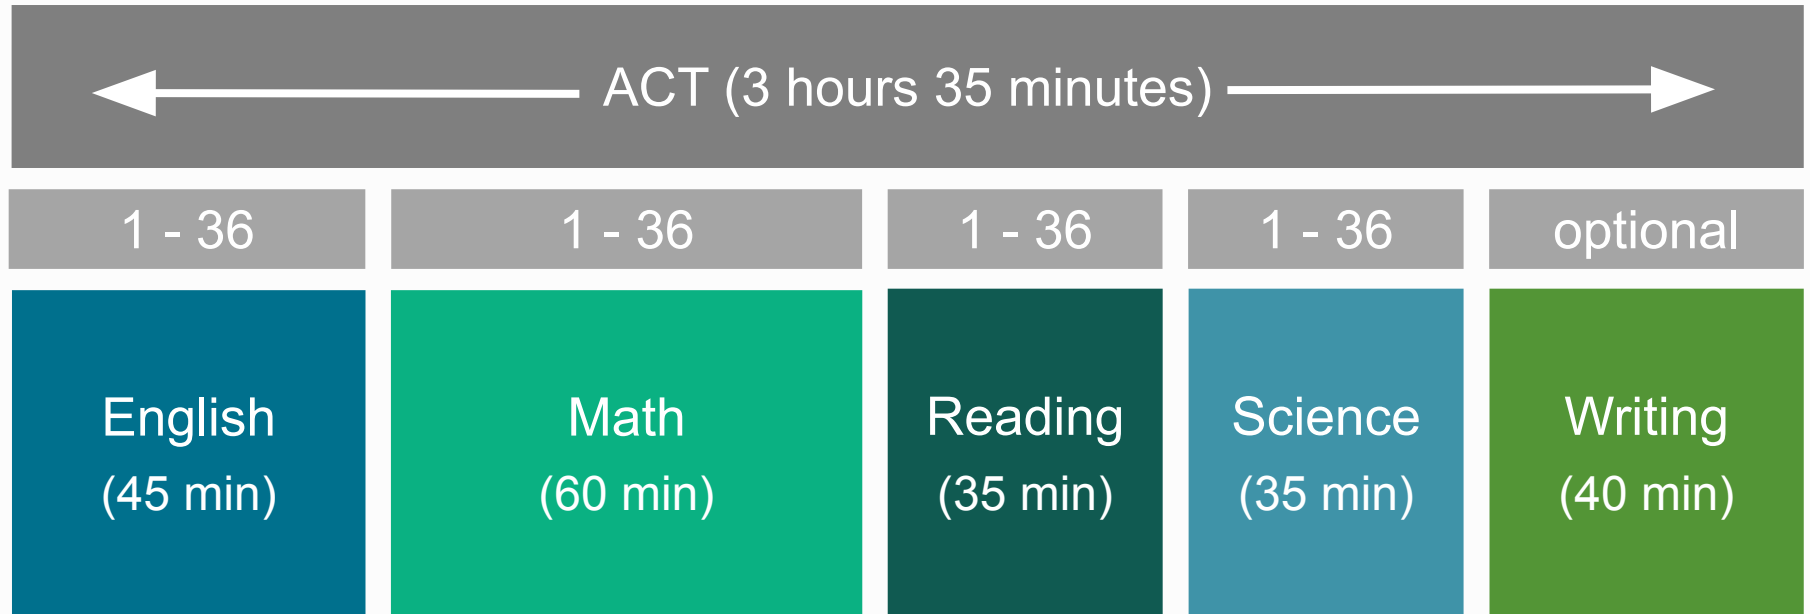 ACT (3 hours 35 minutes)
1 - 36
1 - 36
1 - 36
1 - 36
optional
English
(45 min)
Math
(60 min)
Reading
(35 min)
Science
(35 min)
Writing
(40 min)